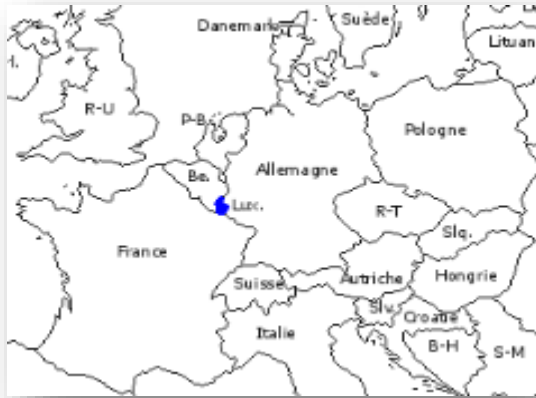 Danemark
Suède
Lituan
R-U
P-B
Pologne
Be.
Allemagne
Lux.
R-T
Slq.
France
Suisse
Autriche
Hongrie
Slv.
Croatie
Italie
B-H
S-M